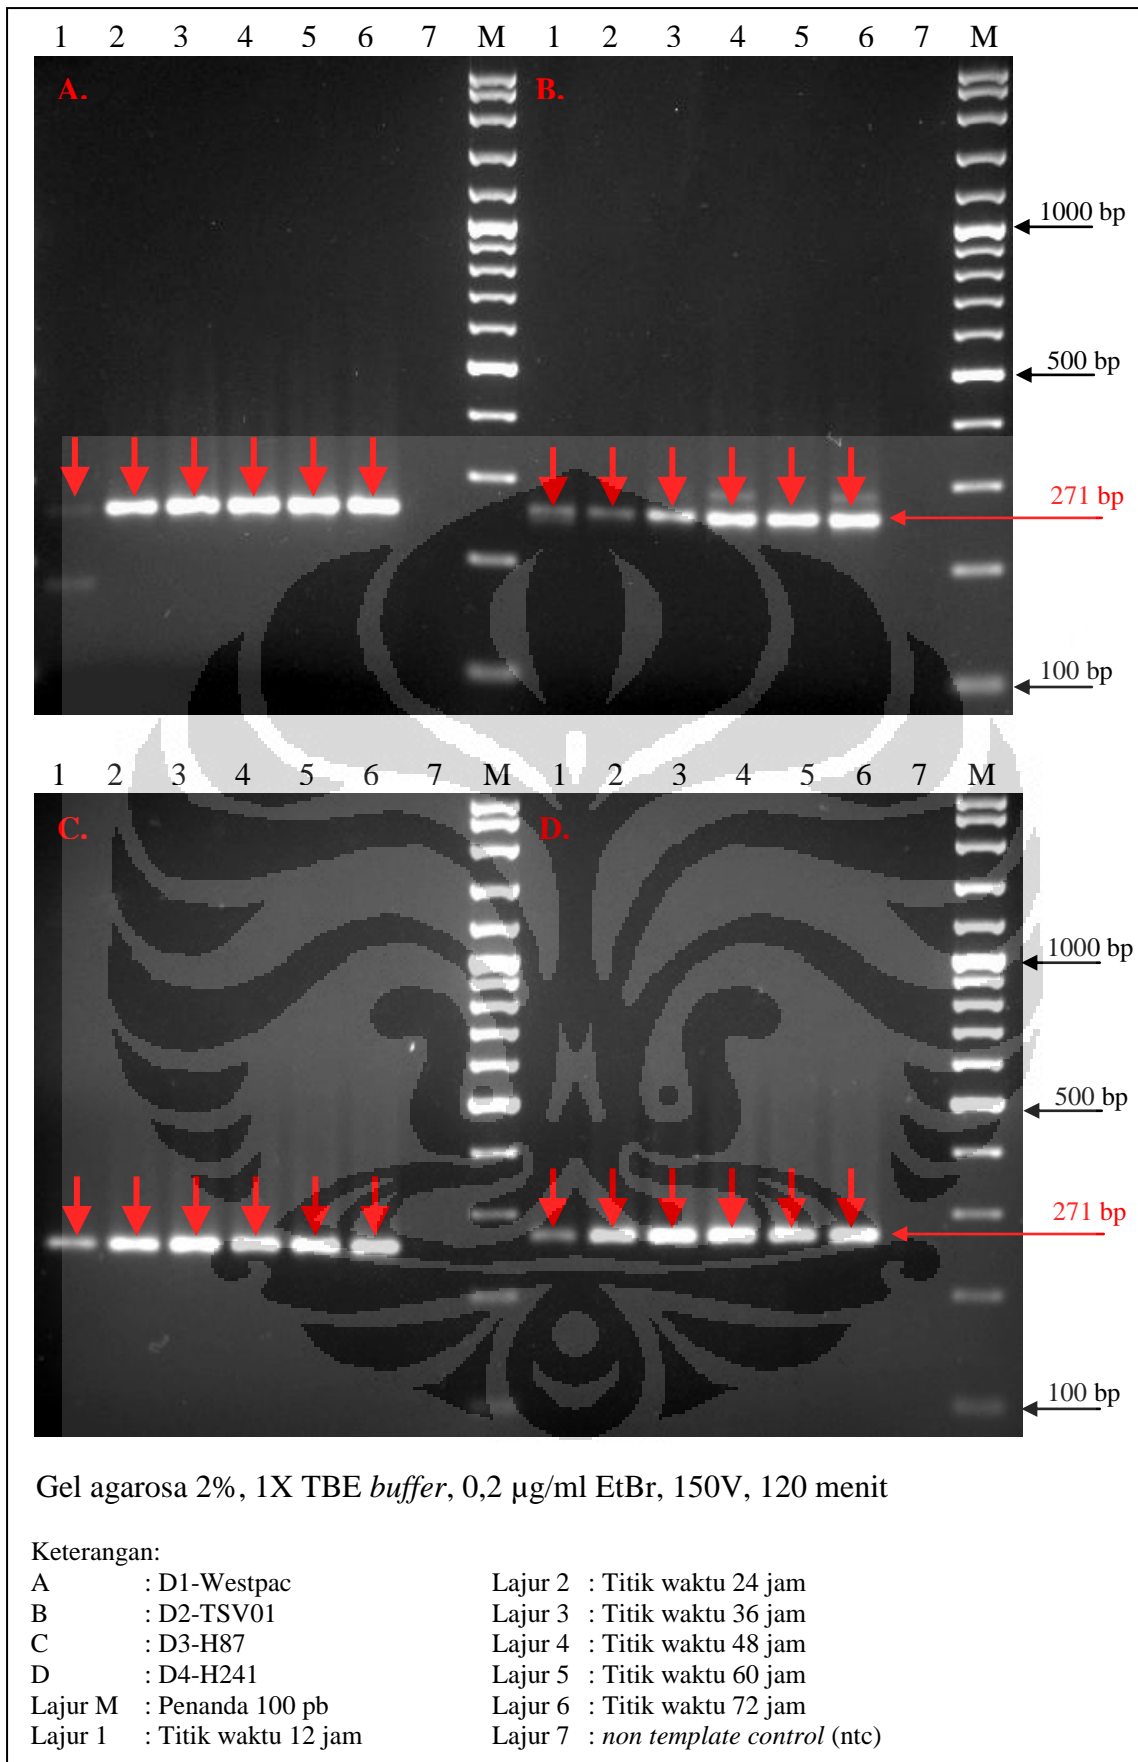 1 2 3 4 5 6 7 M 1 2 3 4 5 6 7 M
A. B.
1000 bp
500 bp
271 bp
100 bp
1 2 3 4 5 6 7 M 1 2 3 4 5 6 7 M
C. D.
1000 bp
500 bp
271 bp
100 bp
Gel agarosa 2%, 1X TBE buffer, 0,2 µg/ml EtBr, 150V, 120 menit
Keterangan:
A : D1-Westpac Lajur 2 : Titik waktu 24 jam
B : D2-TSV01 Lajur 3 : Titik waktu 36 jam
C : D3-H87 Lajur 4 : Titik waktu 48 jam
D : D4-H241 Lajur 5 : Titik waktu 60 jam
Lajur M : Penanda 100 pb Lajur 6 : Titik waktu 72 jam
Lajur 1 : Titik waktu 12 jam Lajur 7 : non template control (ntc)